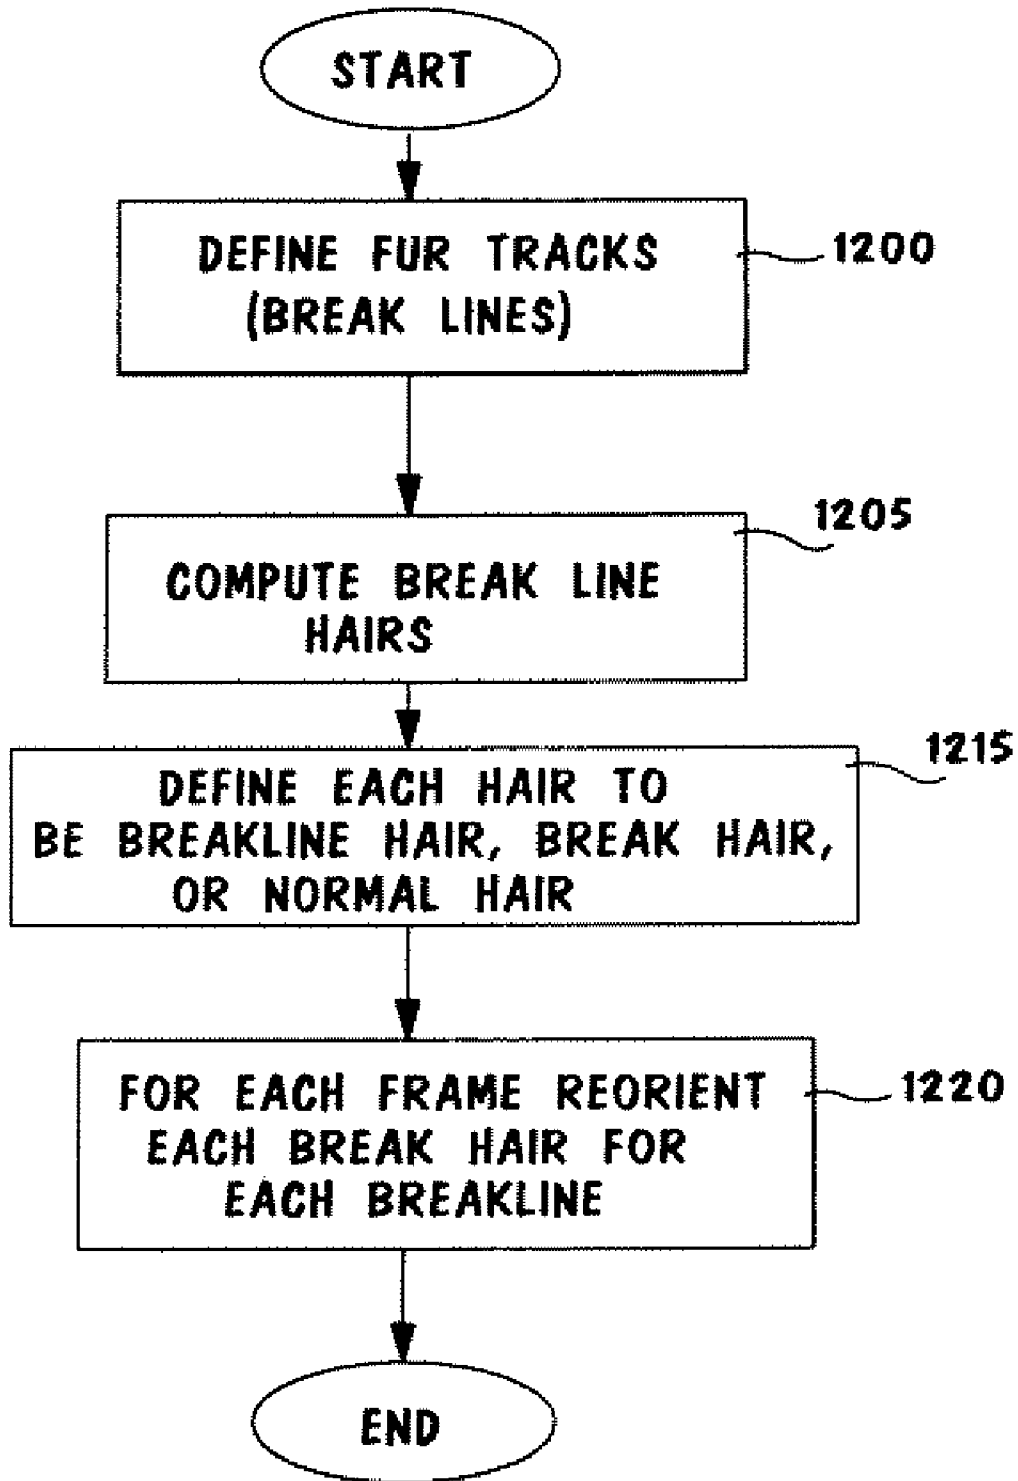 START
DEFINE FUR TRACKS
(BREAK LINES)
1200
COMPUTE BREAK LINE
HAIRS
1205
DEFINE EACH HAIR TO
BE BREAKLINE HAIR, BREAK HAIR,
OR NORMAL HAIR
1215
FOR EACH FRAME REORIENT
EACH BREAK HAIR FOR
EACH BREAKLINE
1220
END